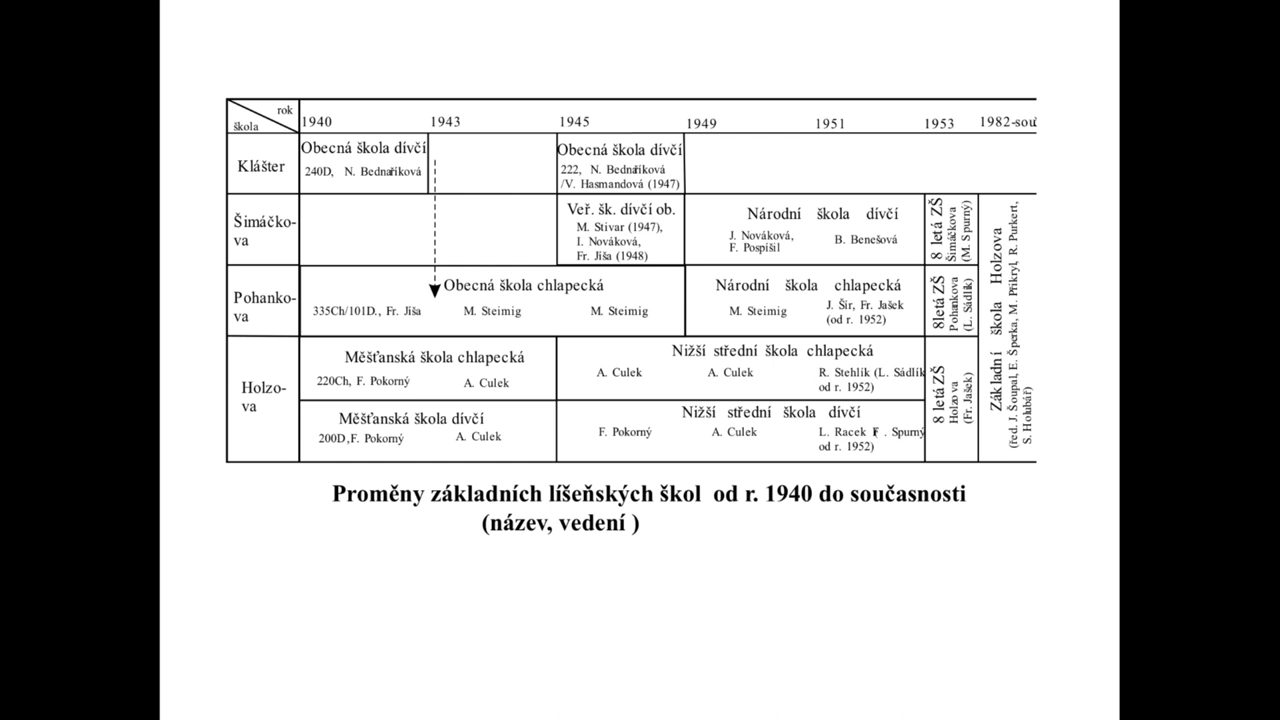 rok
škola
1940 1943 1945 1949 1951 1953 1982-sou
Klášter
Obecná škola dívčí
240D, N. Bednaříková
Obecná škola dívčí
222, N. Bednaříková
/V. Hasmandová (1947)
Šimáčko-
va
Veř. šk. dívčí ob.
M. Stivar (1947),
I. Nováková,
Fr. Jíša (1948)
Národní škola dívčí
J. Nováková,
F. Pospíšil
B. Benešová
8 letá ZŠ
Šimáčkova
(M. Spurný)
Pohanko-
va
Obecná škola chlapecká
335Ch/101D., Fr. Jíša
M. Steimig
M. Steimig
Národní škola chlapecká
M. Steimig
J. Šír, Fr. Jašek
(od r. 1952)
8letá ZŠ
Pohankova
(L. Sádlík)
Holzo-
va
Měšťanská škola chlapecká
220Ch, F. Pokorný
A. Culek
Nižší střední škola chlapecká
A. Culek
A. Culek
R. Stehlík (L. Sádlík
od r. 1952)
Měšťanská škola dívčí
200D,F. Pokorný
A. Culek
Nižší střední škola dívčí
F. Pokorný
A. Culek
L. Racek F. Spurný
od r. 1952)
8 letá ZŠ
Holzova
(Fr. Jašek)
Základní škola Holzova
(řed. J. Šoupal, E. Šperka, M. Přikryl, R. Purkert,
S. Holubář)
Proměny základních líšeňských škol od r. 1940 do současnosti
(název, vedení )